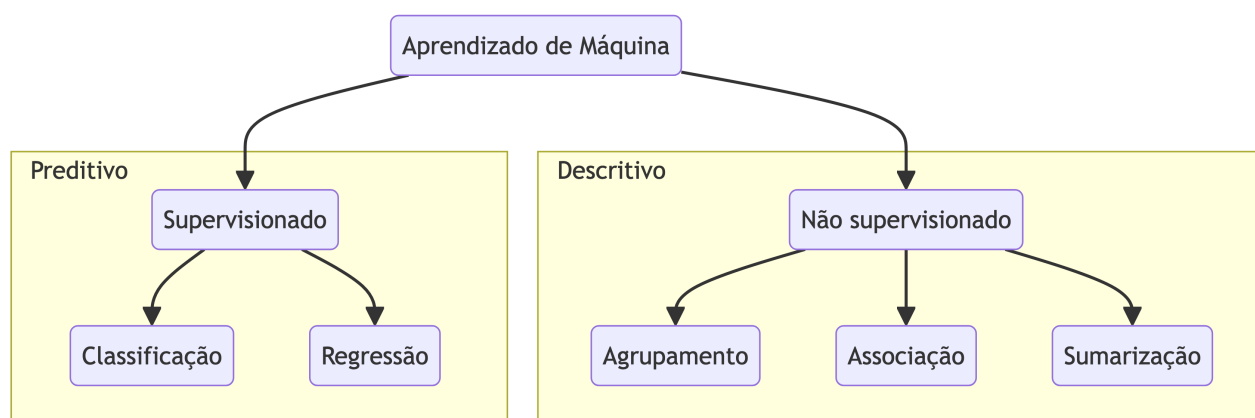 Aprendizado de Máquina
Preditivo
Descritivo
Supervisionado
Não supervisionado
Classificação
Regressão
Agrupamento
Associação
Sumarização